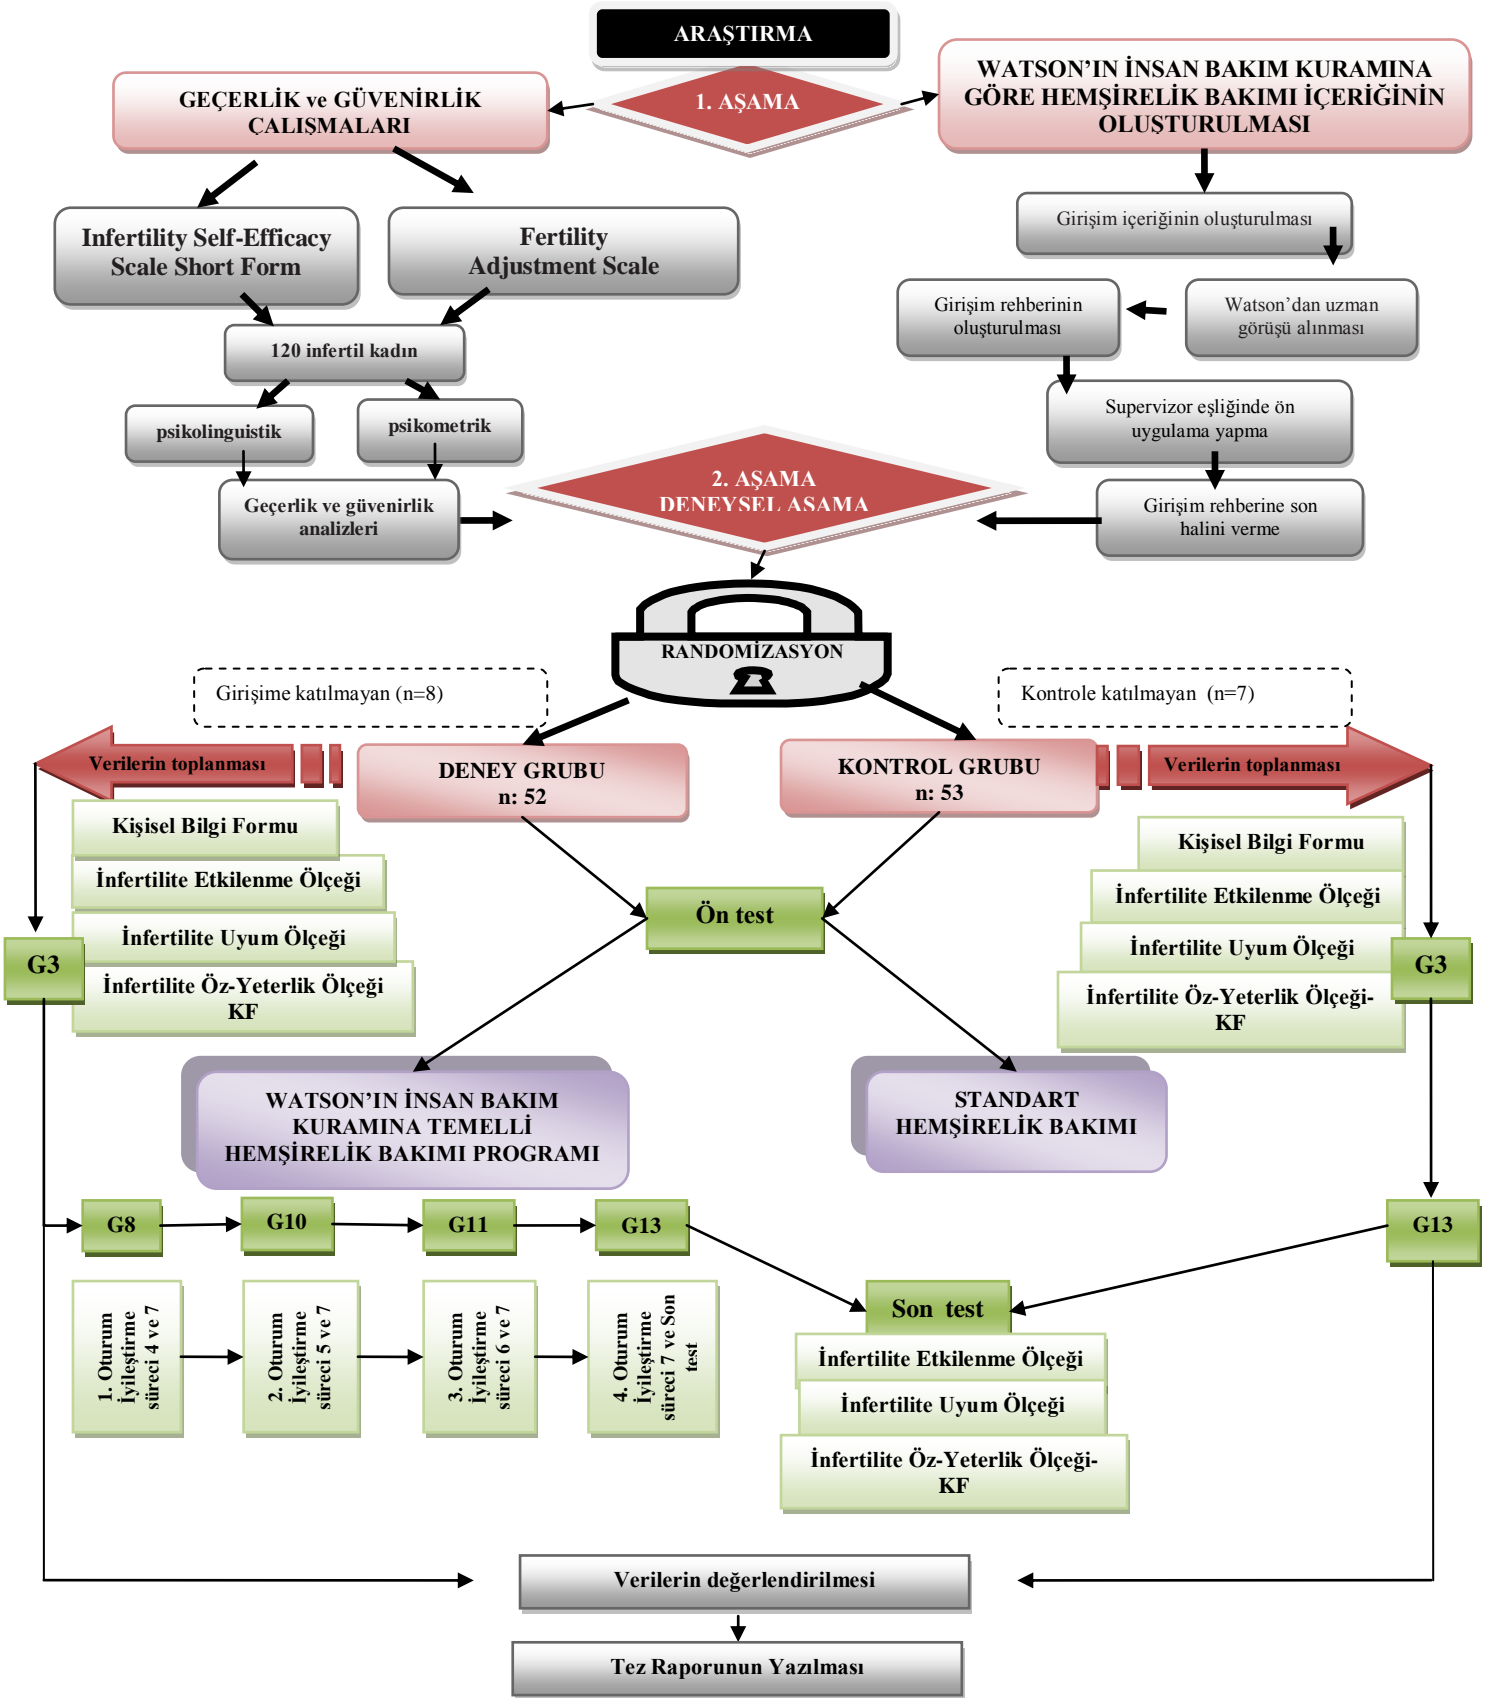 ARAŞTIRMA
1. AŞAMA
GEÇERLİK ve GÜVENİRLİK
ÇALIŞMALARI
WATSON'IN İNSAN BAKIM KURAMINA
GÖRE HEMŞİRELİK BAKIMI İÇERİĞİNİN
OLUŞTURULMASI
Infertility Self-Efficacy
Scale Short Form
Fertility
Adjustment Scale
120 infertil kadın
psikolinguistik
psikometrik
Geçerlik ve güvenirlik
analizleri
Girişim içeriğinin oluşturulması
Watson'dan uzman
görüşü alınması
Girişim rehberinin
oluşturulması
Supervizor eşliğinde ön
uygulama yapma
Girişim rehberine son
halini verme
2. AŞAMA
DENEYSEL AŞAMA
RANDOMİZASYON
Girişime katılmayan (n=8)
Kontrole katılmayan (n=7)
Verilerin toplanması
DENEY GRUBU
n: 52
KONTROL GRUBU
n: 53
Verilerin toplanması
Kişisel Bilgi Formu
İnfertilite Etkilenme Ölçeği
İnfertilite Uyum Ölçeği
İnfertilite Öz-Yeterlik Ölçeği
KF
G3
Ön test
Kişisel Bilgi Formu
İnfertilite Etkilenme Ölçeği
İnfertilite Uyum Ölçeği
İnfertilite Öz-Yeterlik Ölçeği-
KF
G3
WATSON'IN İNSAN BAKIM
KURAMINA TEMELLİ
HEMŞİRELİK BAKIMI PROGRAMI
STANDART
HEMŞİRELİK BAKIMI
G8
G10
G11
G13
G13
1. Oturum
İyileştirme
süreci 4 ve 7
2. Oturum
İyileştirme
süreci 5 ve 7
3. Oturum
İyileştirme
süreci 6 ve 7
4. Oturum
İyileştirme
süreci 7 ve Son
test
Son test
İnfertilite Etkilenme Ölçeği
İnfertilite Uyum Ölçeği
İnfertilite Öz-Yeterlik Ölçeği-
KF
Verilerin değerlendirilmesi
Tez Raporunun Yazılması